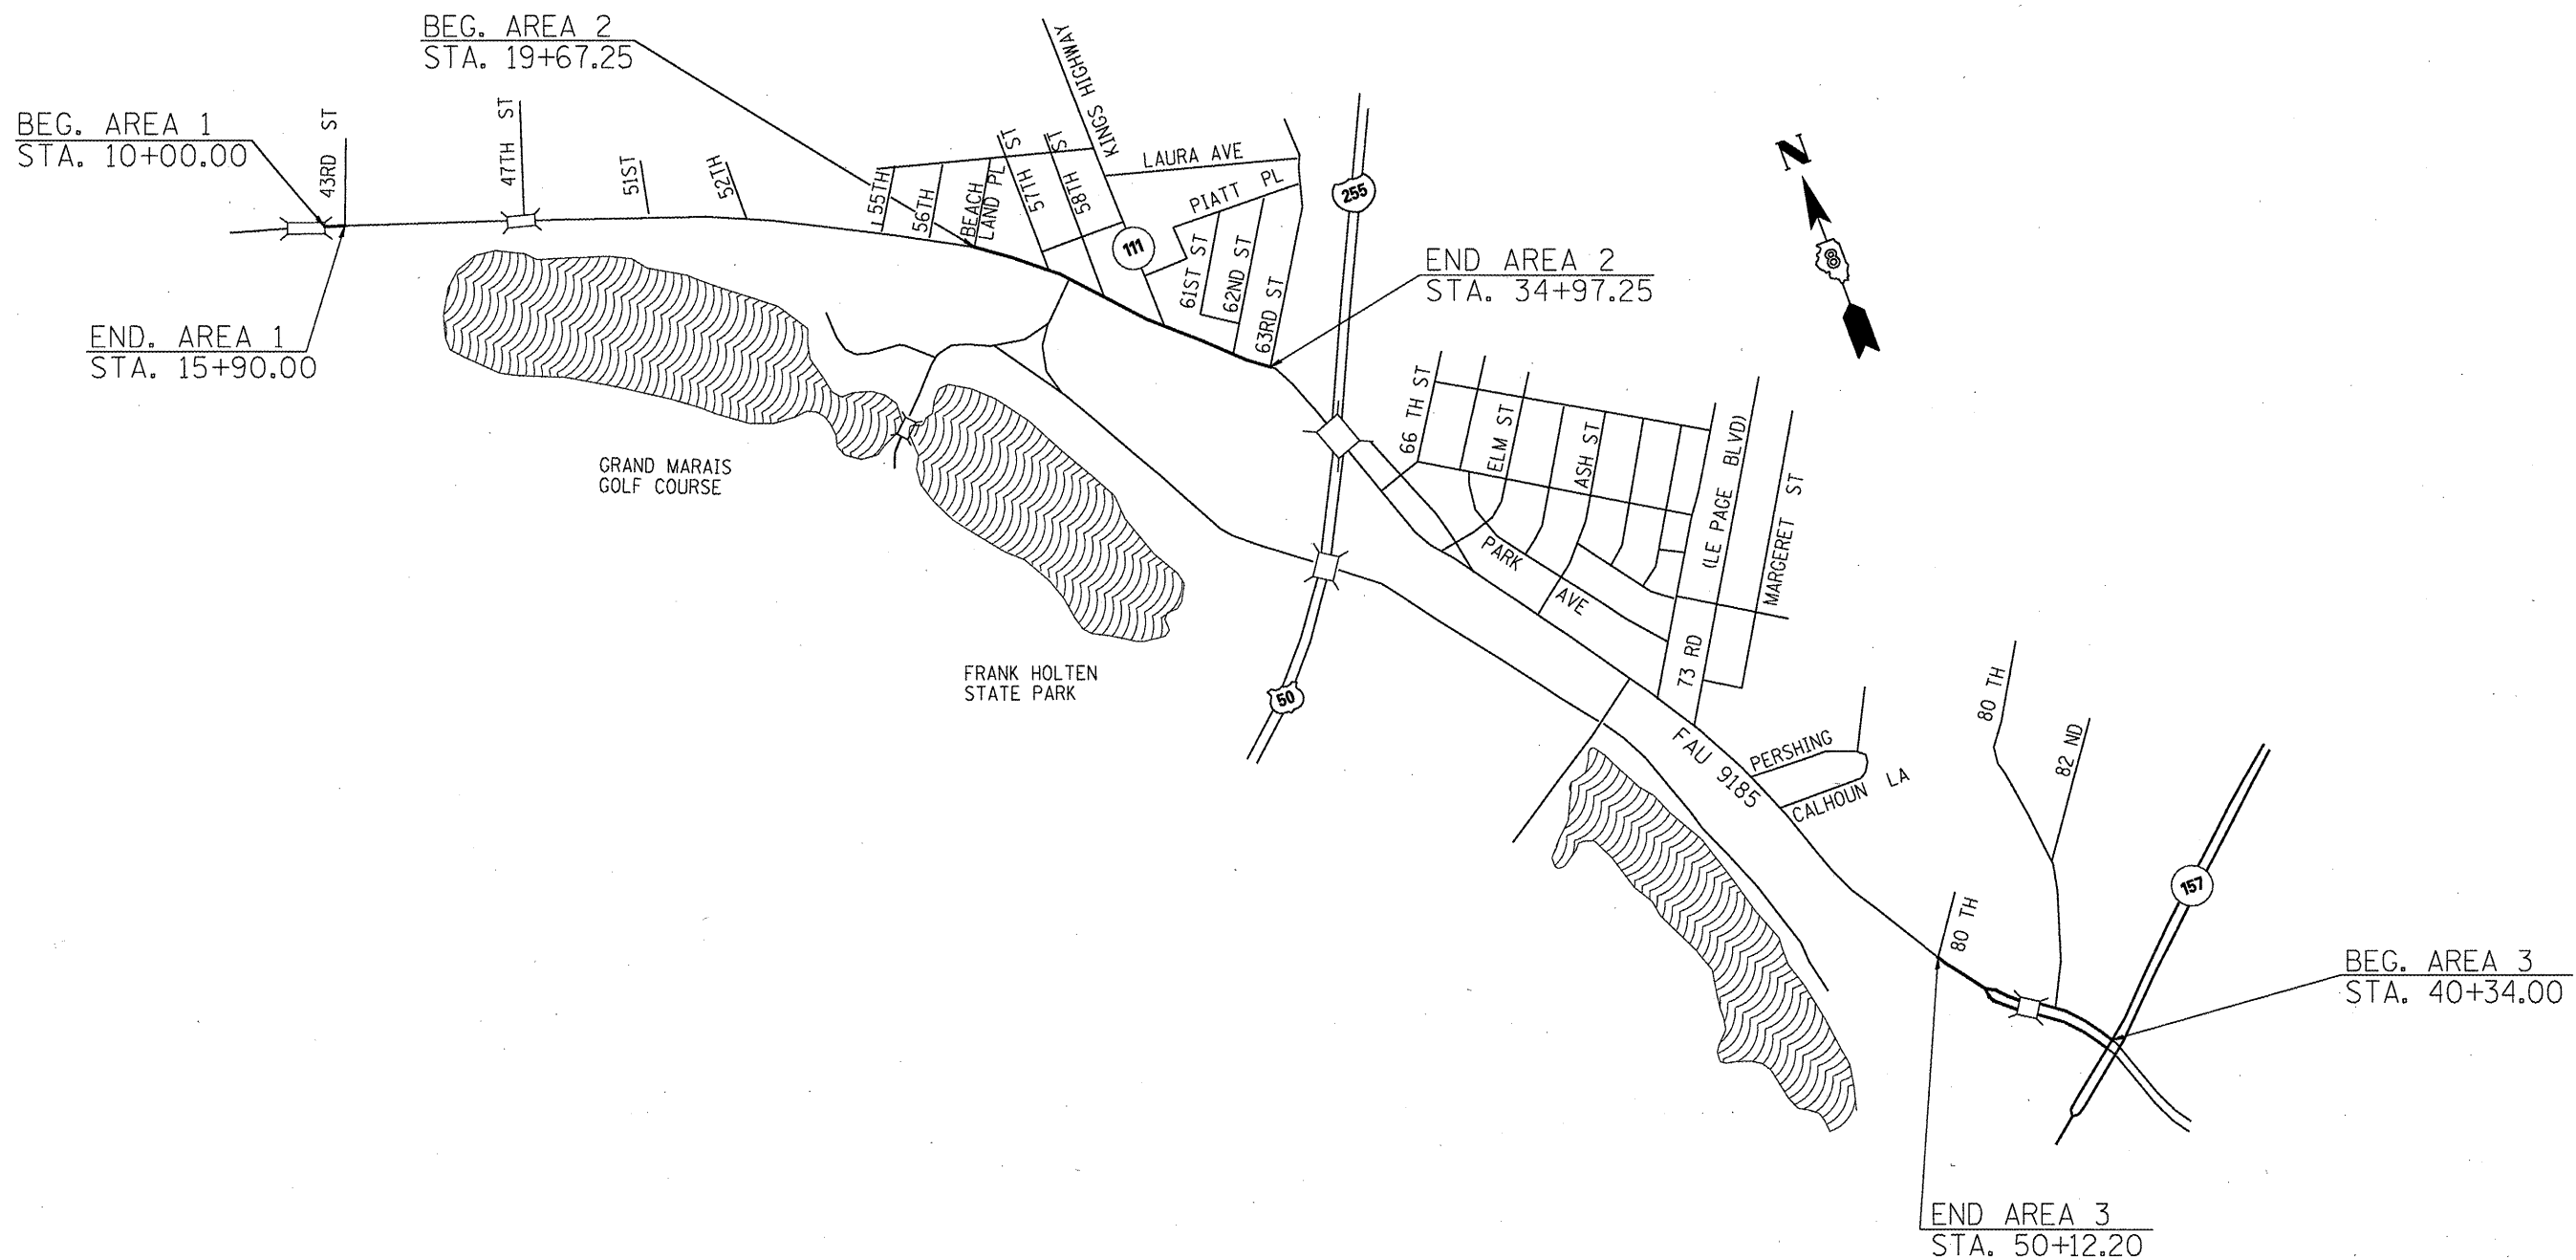 BEG. AREA 2
STA. 19+67.25
BEG. AREA 1
STA. 10+00.00
43RD ST
47TH ST
51ST
52TH
55TH
56TH
BEACH
LAND PL
57TH ST
58TH ST
KINGS HIGHWAY
111
LAURA AVE
PIATT PL
61ST ST
62ND ST
63RD ST
255
N
8
END AREA 2
STA. 34+97.25
END. AREA 1
STA. 15+90.00
GRAND MARAIS
GOLF COURSE
FRANK HOLTEN
STATE PARK
50
66 TH ST
ELM ST
ASH ST
PARK AVE
73 RD (LE PAGE BLVD)
MARGERET ST
FAU 9185
PERSHING
CALHOUN LA
80 TH
82 ND
157
80 TH
BEG. AREA 3
STA. 40+34.00
END AREA 3
STA. 50+12.20